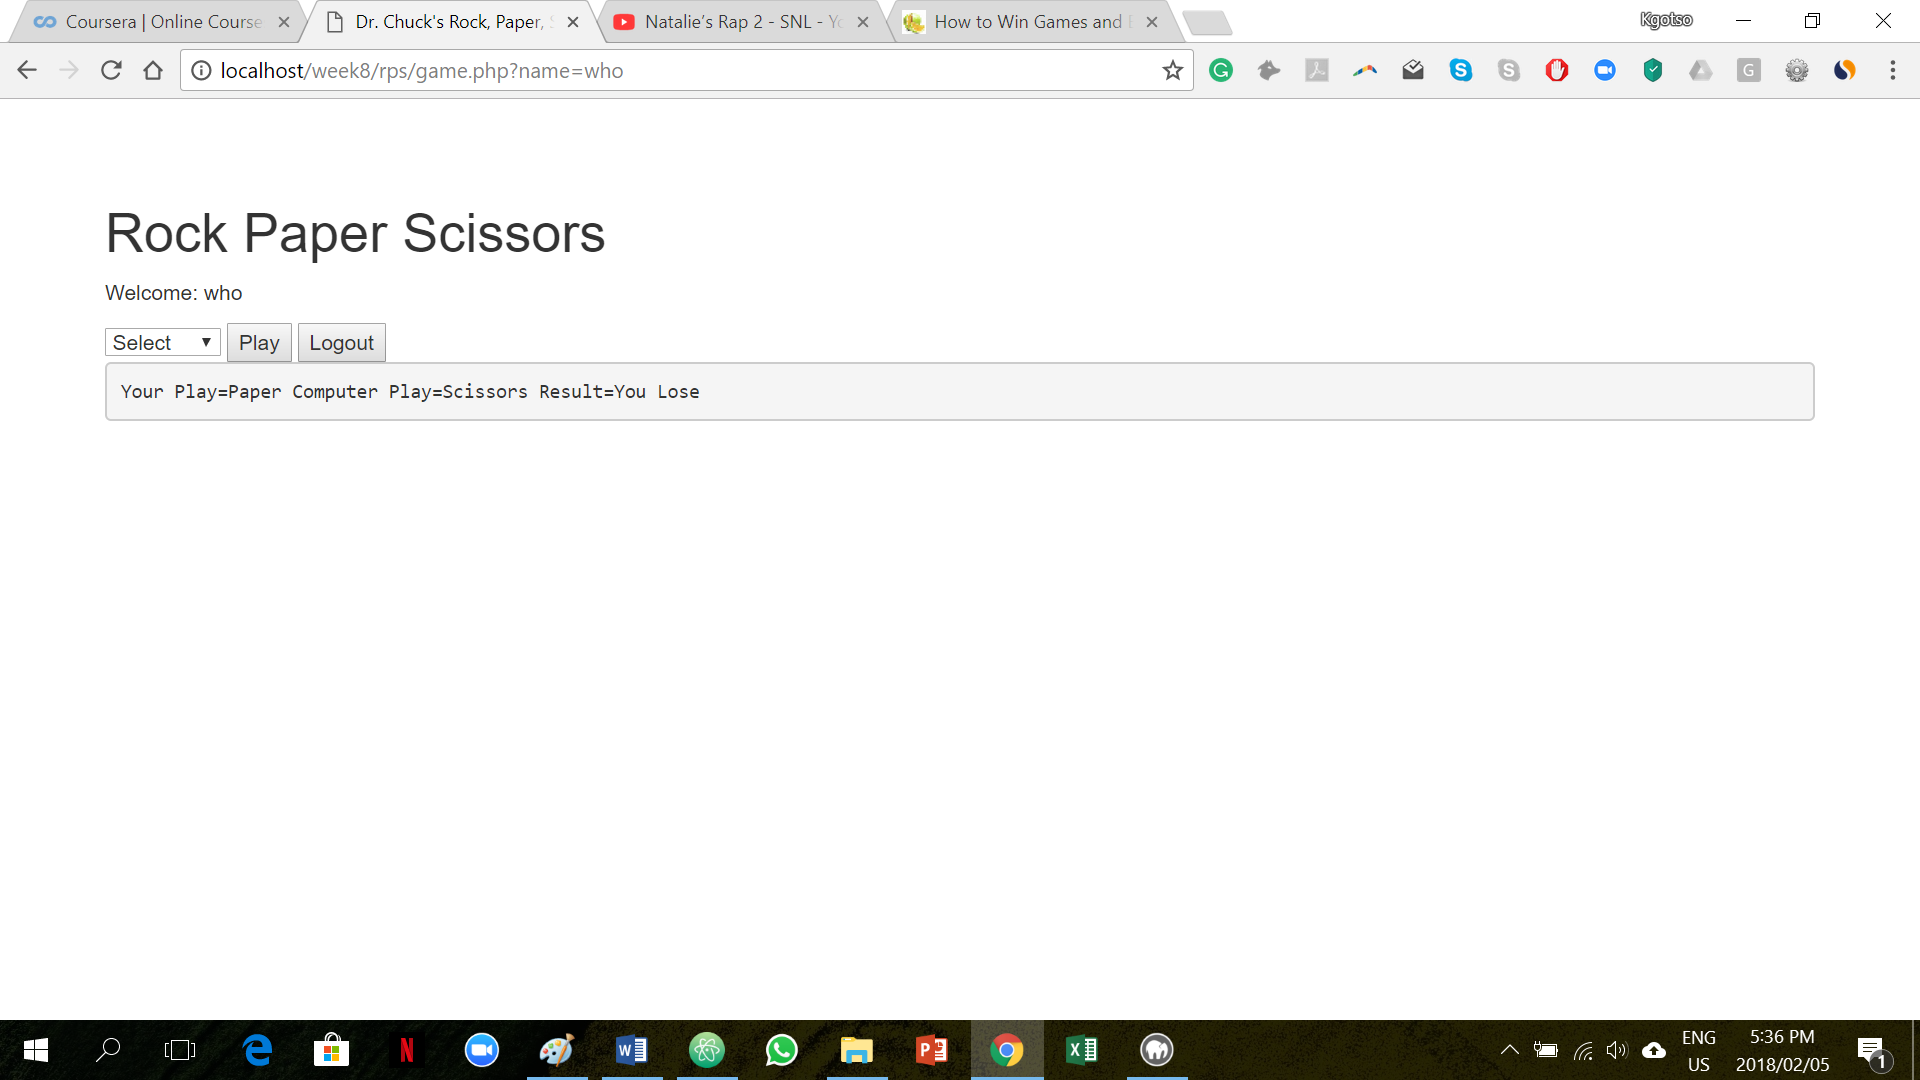 Coursera | Online Course
Dr. Chuck's Rock, Paper,
Natalie's Rap 2 - SNL - Yo
How to Win Games and
Kgotso
localhost/week8/rps/game.php?name=who
Rock Paper Scissors
Welcome: who
Select Play Logout
Your Play=Paper Computer Play=Scissors Result=You Lose
ENG 5:36 PM
US 2018/02/05 1